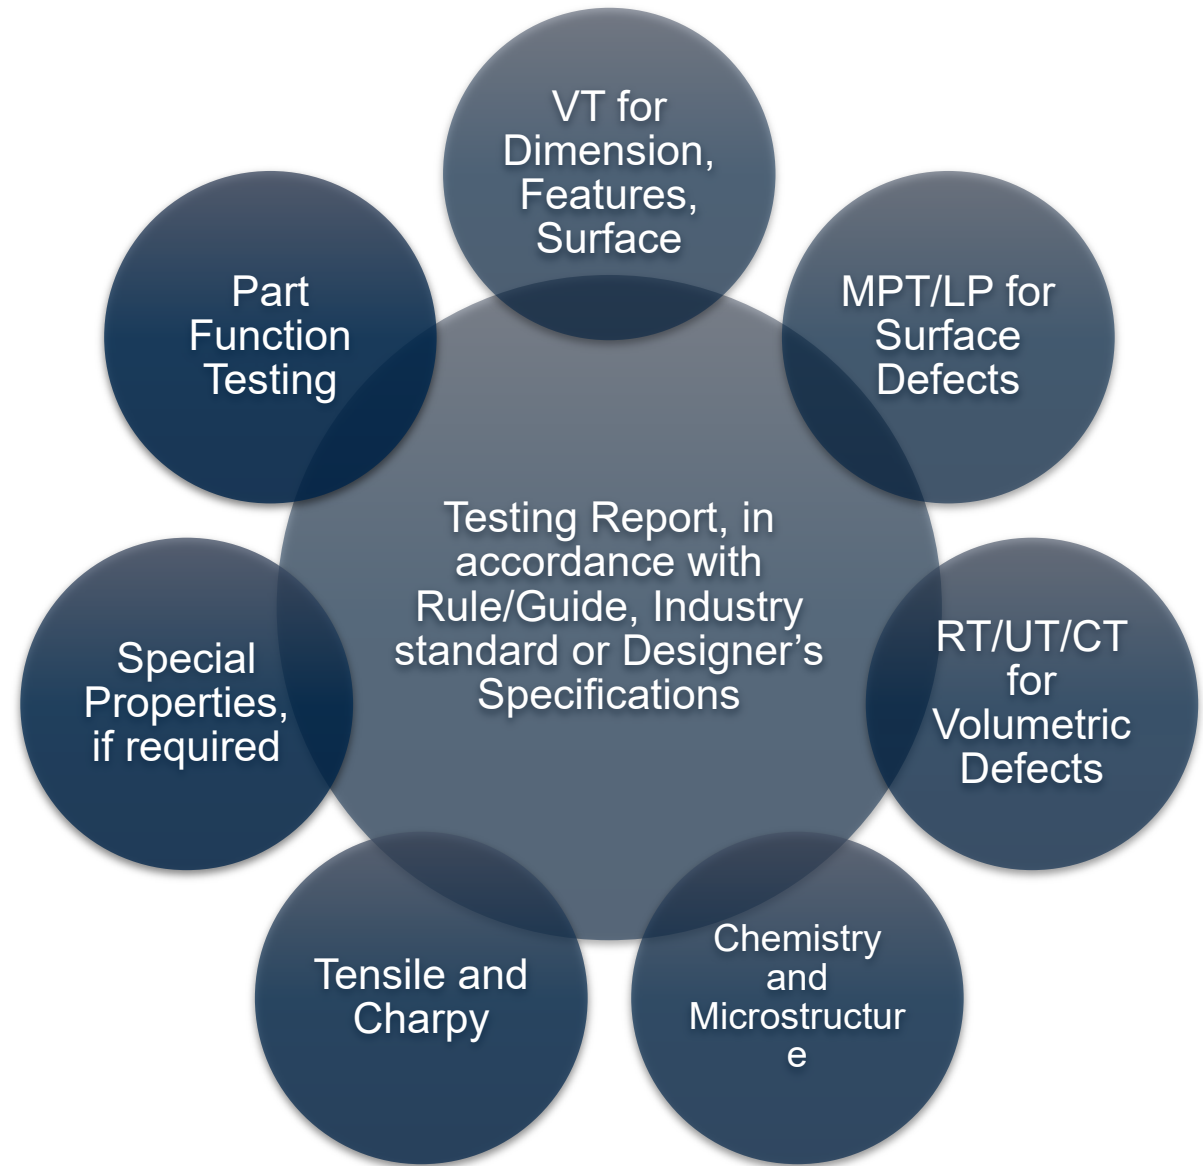 VT for
Dimension,
Features,
Surface
MPT/LP for
Surface
Defects
RT/UT/CT
for
Volumetric
Defects
Chemistry
and
Microstructur
e
Tensile and
Charpy
Special
Properties,
if required
Part
Function
Testing
Testing Report, in
accordance with
Rule/Guide, Industry
standard or Designer’s
Specifications